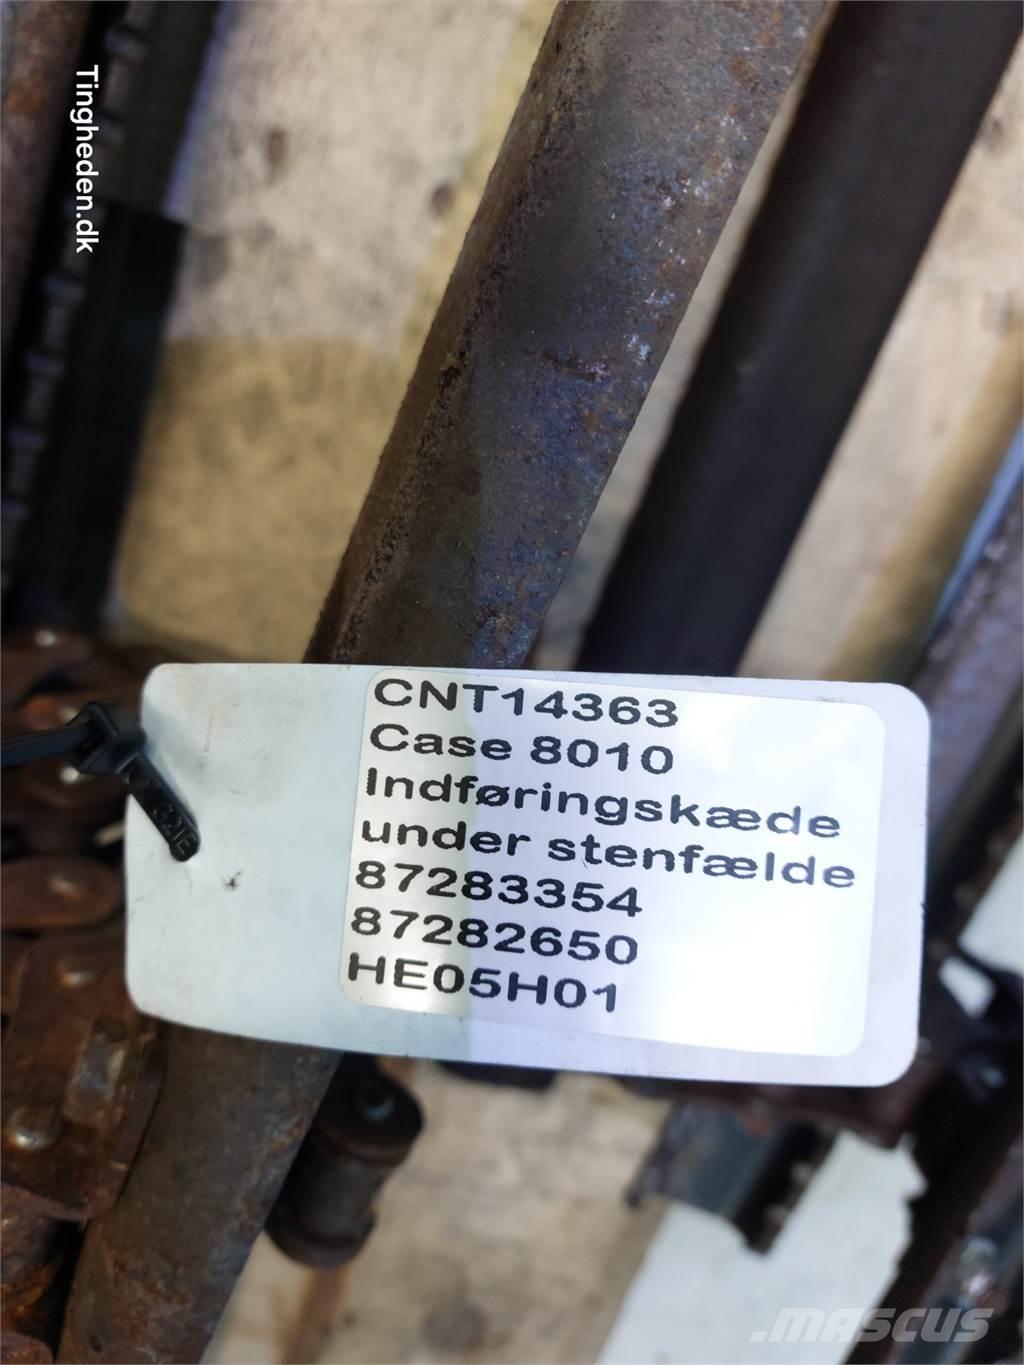 Tingheden.dk
CNT14363
Case 8010
Indføringskæde
under stenfælde
87283354
87282650
HE05H01
.MASCUS